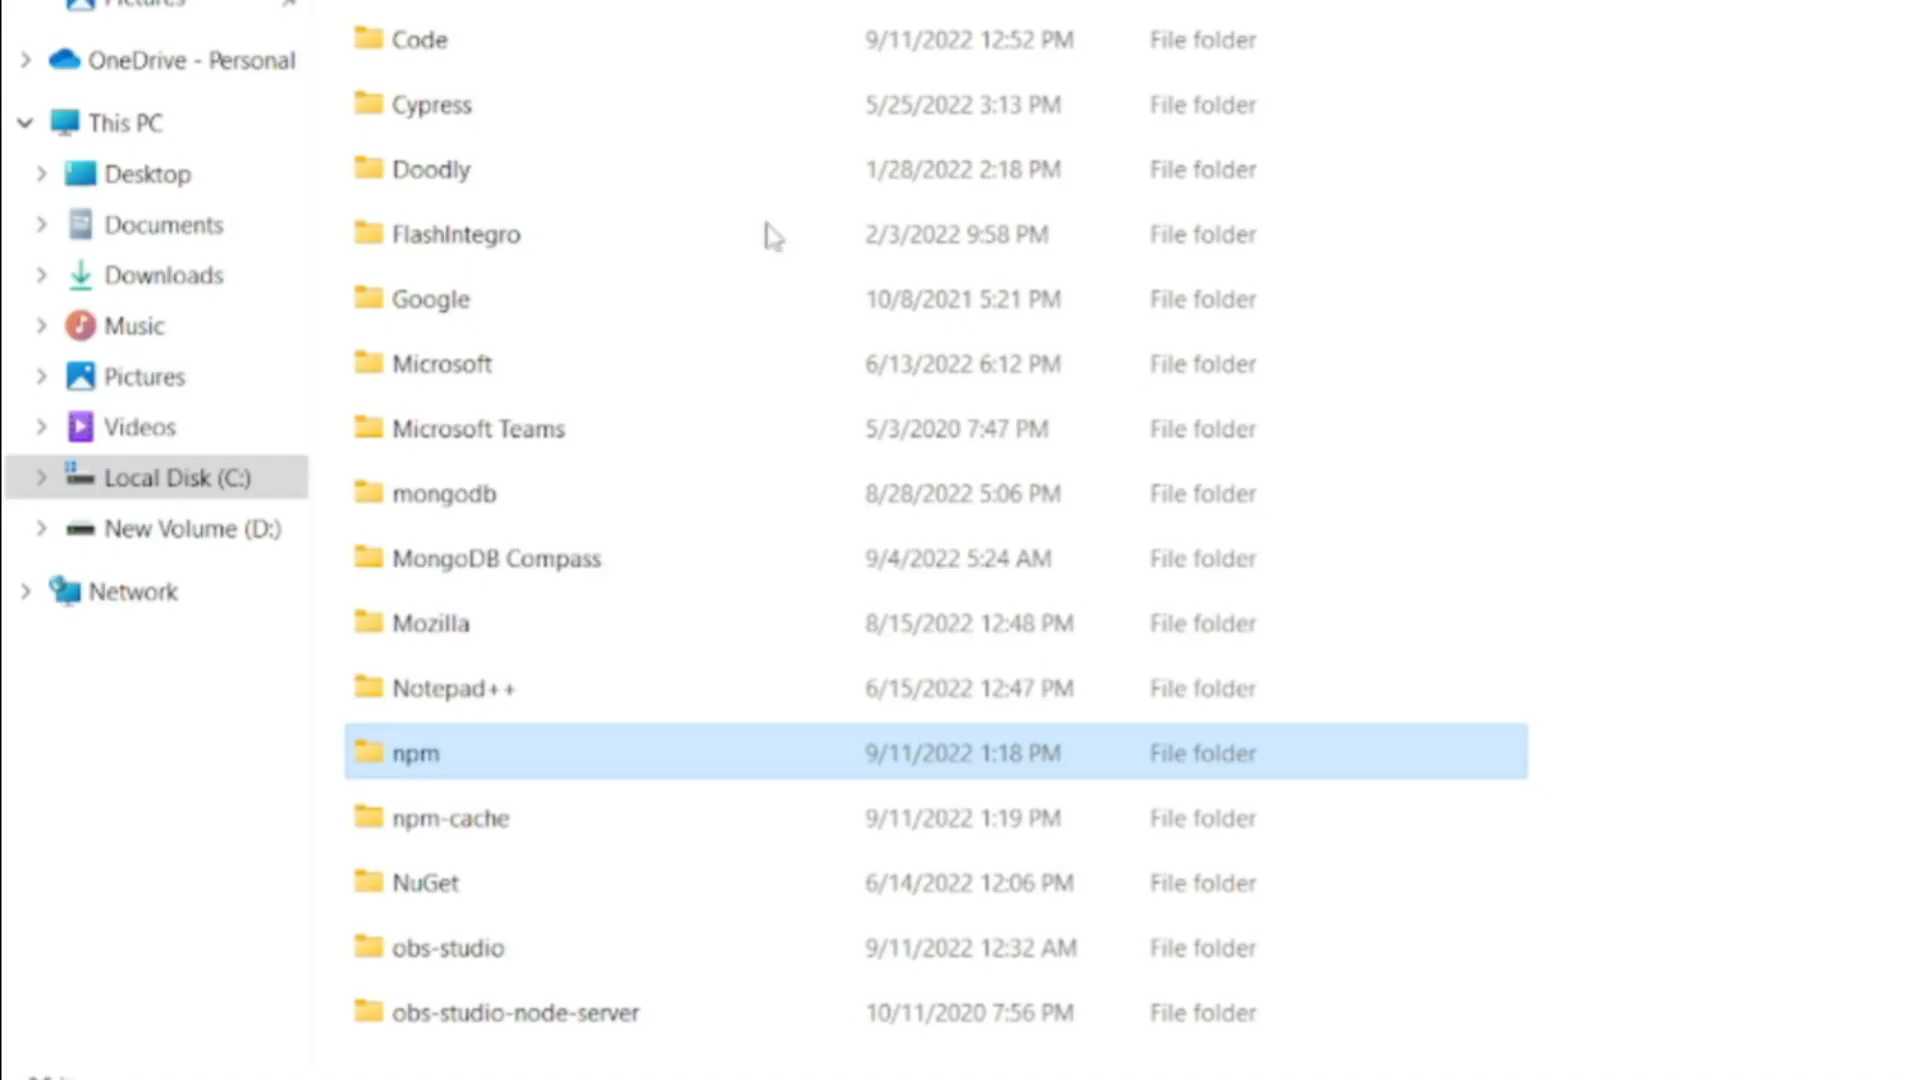 Pictures
OneDrive - Personal
This PC
Desktop
Documents
Downloads
Music
Pictures
Videos
Local Disk (C:)
New Volume (D:)
Network
Code 9/11/2022 12:52 PM File folder
Cypress 5/25/2022 3:13 PM File folder
Doodly 1/28/2022 2:18 PM File folder
FlashIntegro 2/3/2022 9:58 PM File folder
Google 10/8/2021 5:21 PM File folder
Microsoft 6/13/2022 6:12 PM File folder
Microsoft Teams 5/3/2020 7:47 PM File folder
mongodb 8/28/2022 5:06 PM File folder
MongoDB Compass 9/4/2022 5:24 AM File folder
Mozilla 8/15/2022 12:48 PM File folder
Notepad++ 6/15/2022 12:47 PM File folder
npm 9/11/2022 1:18 PM File folder
npm-cache 9/11/2022 1:19 PM File folder
NuGet 6/14/2022 12:06 PM File folder
obs-studio 9/11/2022 12:32 AM File folder
obs-studio-node-server 10/11/2020 7:56 PM File folder